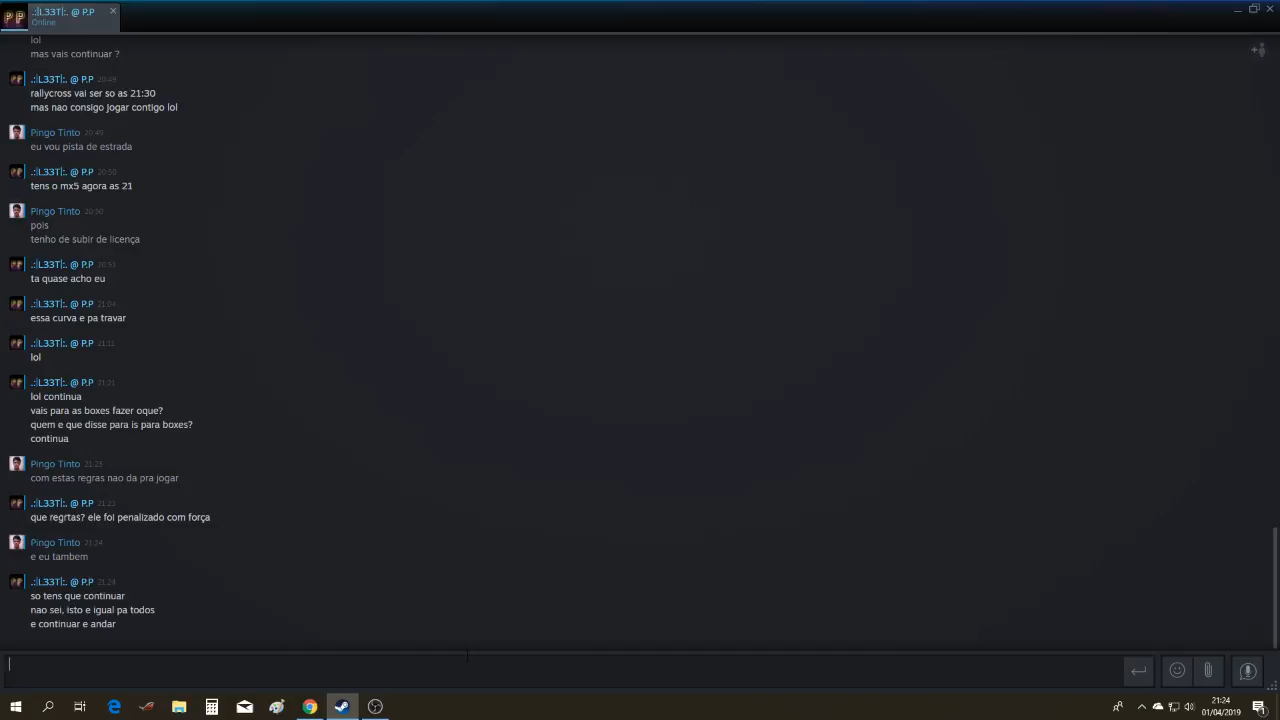 .:|L33T|:. @ P.P
Online
lol
mas vais continuar ?
.:|L33T|:. @ P.P 20:49
rallycross vai ser so as 21:30
mas nao consigo jogar contigo lol
Pingo Tinto 20:49
eu vou pista de estrada
.:|L33T|:. @ P.P 20:50
tens o mx5 agora as 21
Pingo Tinto 20:50
pois
tenho de subir de licença
.:|L33T|:. @ P.P 20:51
ta quase acho eu
.:|L33T|:. @ P.P 21:04
essa curva e pa travar
.:|L33T|:. @ P.P 21:11
lol
.:|L33T|:. @ P.P 21:21
lol continua
vais para as boxes fazer oque?
quem e que disse para is para boxes?
continua
Pingo Tinto 21:23
com estas regras nao da pra jogar
.:|L33T|:. @ P.P 21:23
que regrtas? ele foi penalizado com força
Pingo Tinto 21:24
e eu tambem
.:|L33T|:. @ P.P 21:24
so tens que continuar
nao sei, isto e igual pa todos
e continuar e andar
21:24
01/04/2019